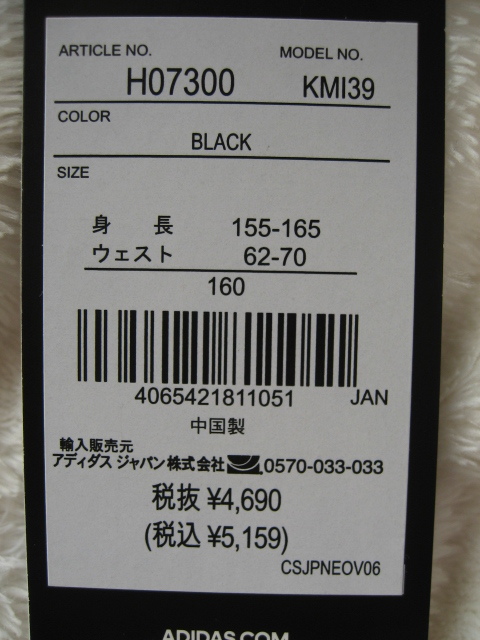 ARTICLE NO. MODEL NO.
H07300 KMI39
COLOR
BLACK
SIZE
身 長 155-165
ウェスト 62-70
160
4065421811051 JAN
中国製
輸入販売元
アディダス ジャパン株式会社 0570-033-033
税抜 ¥4,690
(税込 ¥5,159)
CSJPNEOV06
ADIDAS.COM